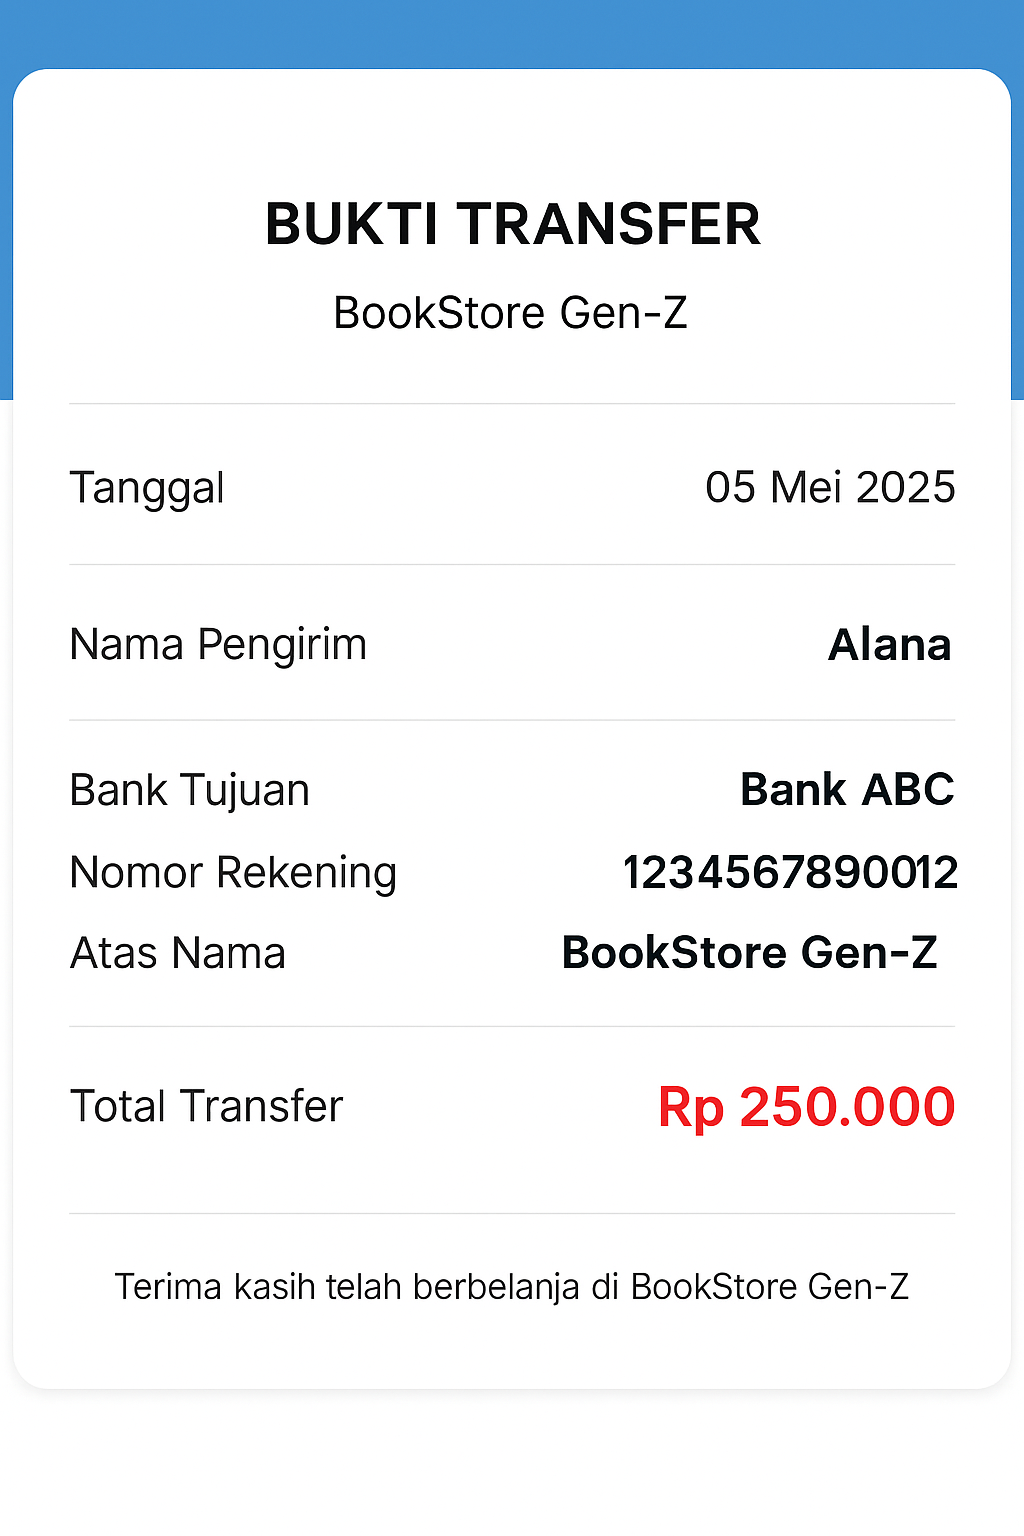 BUKTI TRANSFER
BookStore Gen-Z
Tanggal 05 Mei 2025
Nama Pengirim Alana
Bank Tujuan Bank ABC
Nomor Rekening 1234567890012
Atas Nama BookStore Gen-Z
Total Transfer Rp 250.000
Terima kasih telah berbelanja di BookStore Gen-Z